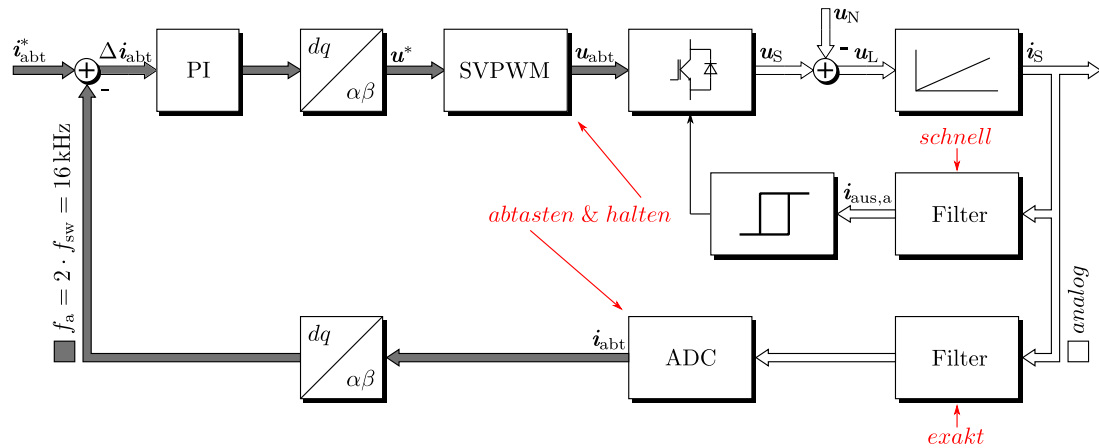 i*abt
Δ iabt
-
PI
dq
αβ
u*
SVPWM
uabt
uS
uN
-
uL
iS
schnell
iaus,a
Filter
abtasten & halten
fa = 2 · fsw = 16 kHz
analog
dq
αβ
iabt
ADC
Filter
exakt